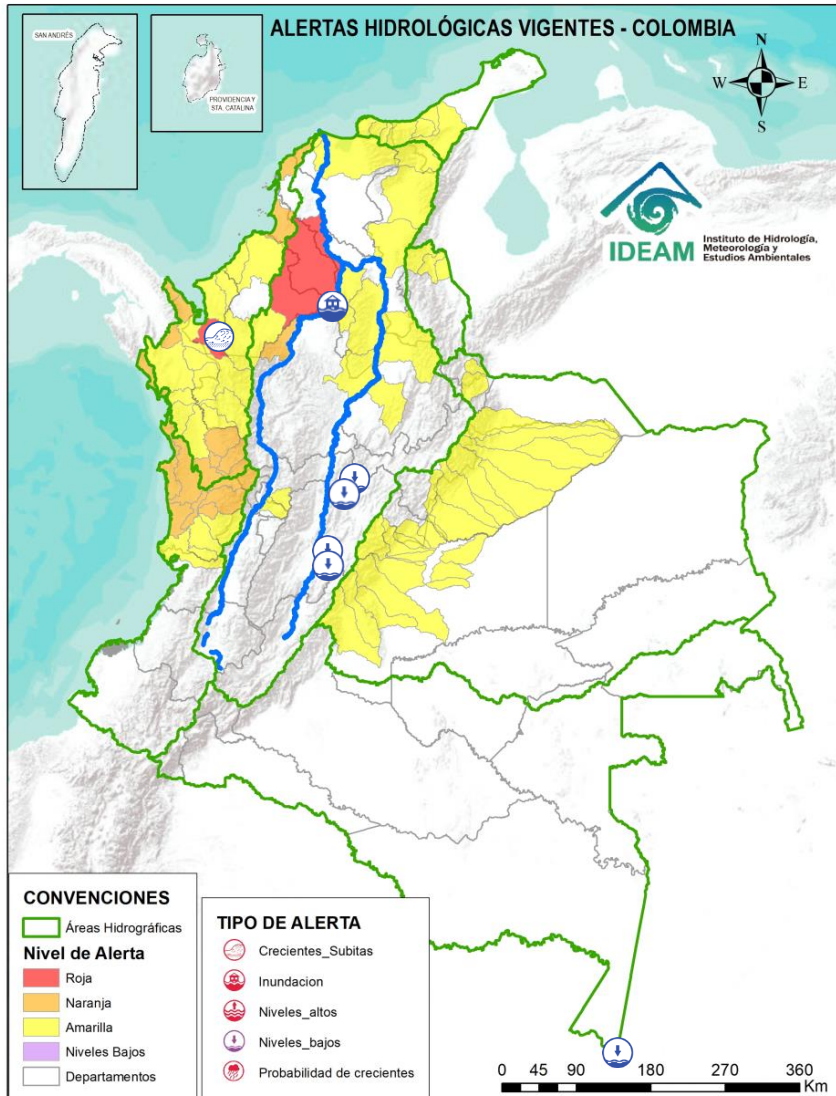 ALERTAS HIDROLÓGICAS VIGENTES - COLOMBIA
SAN ANDRÉS
PROVIDENCIA Y
STA. CATALINA
N
W
E
S
IDEAM
Instituto de Hidrología,
Meteorología y
Estudios Ambientales
CONVENCIONES
Áreas Hidrográficas
Nivel de Alerta
Roja
Naranja
Amarilla
Niveles Bajos
Departamentos
TIPO DE ALERTA
Crecientes_Subitas
Inundacion
Niveles_altos
Niveles_bajos
Probabilidad de crecientes
0 45 90 180 270 360
Km